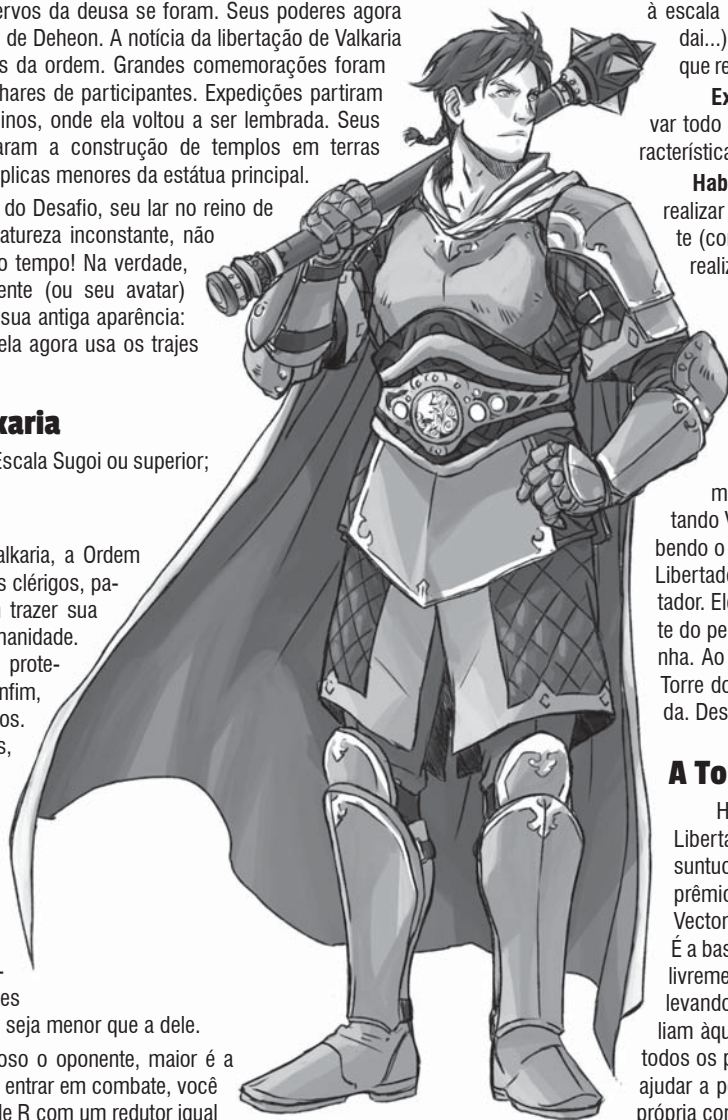 ervos da deusa se foram. Seus poderes agora
de Deheon. A notícia da libertação de Valkaria
s da ordem. Grandes comemorações foram
lhares de participantes. Expedições partiram
inos, onde ela voltou a ser lembrada. Seus
aram a construção de templos em terras
plicas menores da estátua principal.
do Desafio, seu lar no reino de
atureza inconstante, não
o tempo! Na verdade,
ente (ou seu avatar)
sua antiga aparência:
ela agora usa os trajes
karia
Escala Sugoi ou superior;
alkaria, a Ordem
s clérigos, pa-
trazer sua
manidade.
prote-
nfim,
os.
s,
-
es
seja menor que a dele.
oso o oponente, maior é a
entrar em combate, você
de R com um redutor igual
à escala
dai...)
que re
Ex
var todo
racterística
Hab
realizar
te (co
realiz
m
tando V
bendo o
Libertado
tador. Ele
te do pe
nha. Ao
Torre do
da. Des
A To
H
Liberta
suntuo
prêmio
Vector
É a bas
livreme
levando
liam àqu
todos os p
ajudar a p
própria co